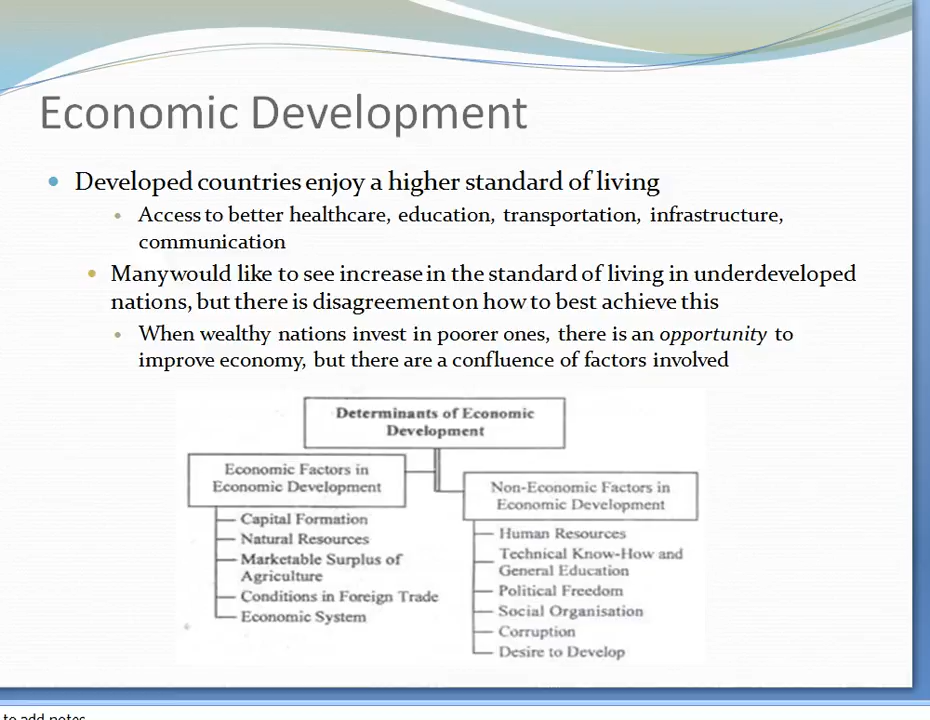 Economic Development
• Developed countries enjoy a higher standard of living
• Access to better healthcare, education, transportation, infrastructure,
communication
• Many would like to see increase in the standard of living in underdeveloped
nations, but there is disagreement on how to best achieve this
• When wealthy nations invest in poorer ones, there is an opportunity to
improve economy, but there are a confluence of factors involved
Determinants of Economic
Development
Economic Factors in
Economic Development
Capital Formation
Natural Resources
Marketable Surplus of
Agriculture
Conditions in Foreign Trade
Economic System
Non-Economic Factors in
Economic Development
Human Resources
Technical Know-How and
General Education
Political Freedom
Social Organisation
Corruption
Desire to Develop
to add notes